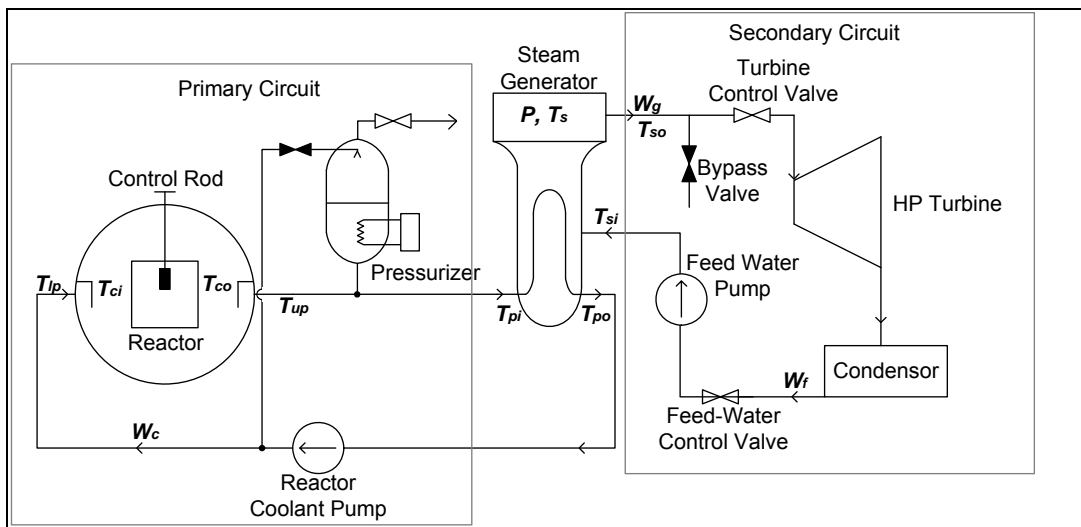 Secondary Circuit
Steam
Generator
Turbine
Control Valve
Primary Circuit
P, Ts
Wg
Tso
Control Rod
Bypass
Valve
HP Turbine
Tsi
Pressurizer
Feed Water
Pump
Tlp
Tci
Tco
Tup
Tpi
Tpo
Reactor
Condensor
Wf
Feed-Water
Control Valve
Wc
Reactor
Coolant Pump